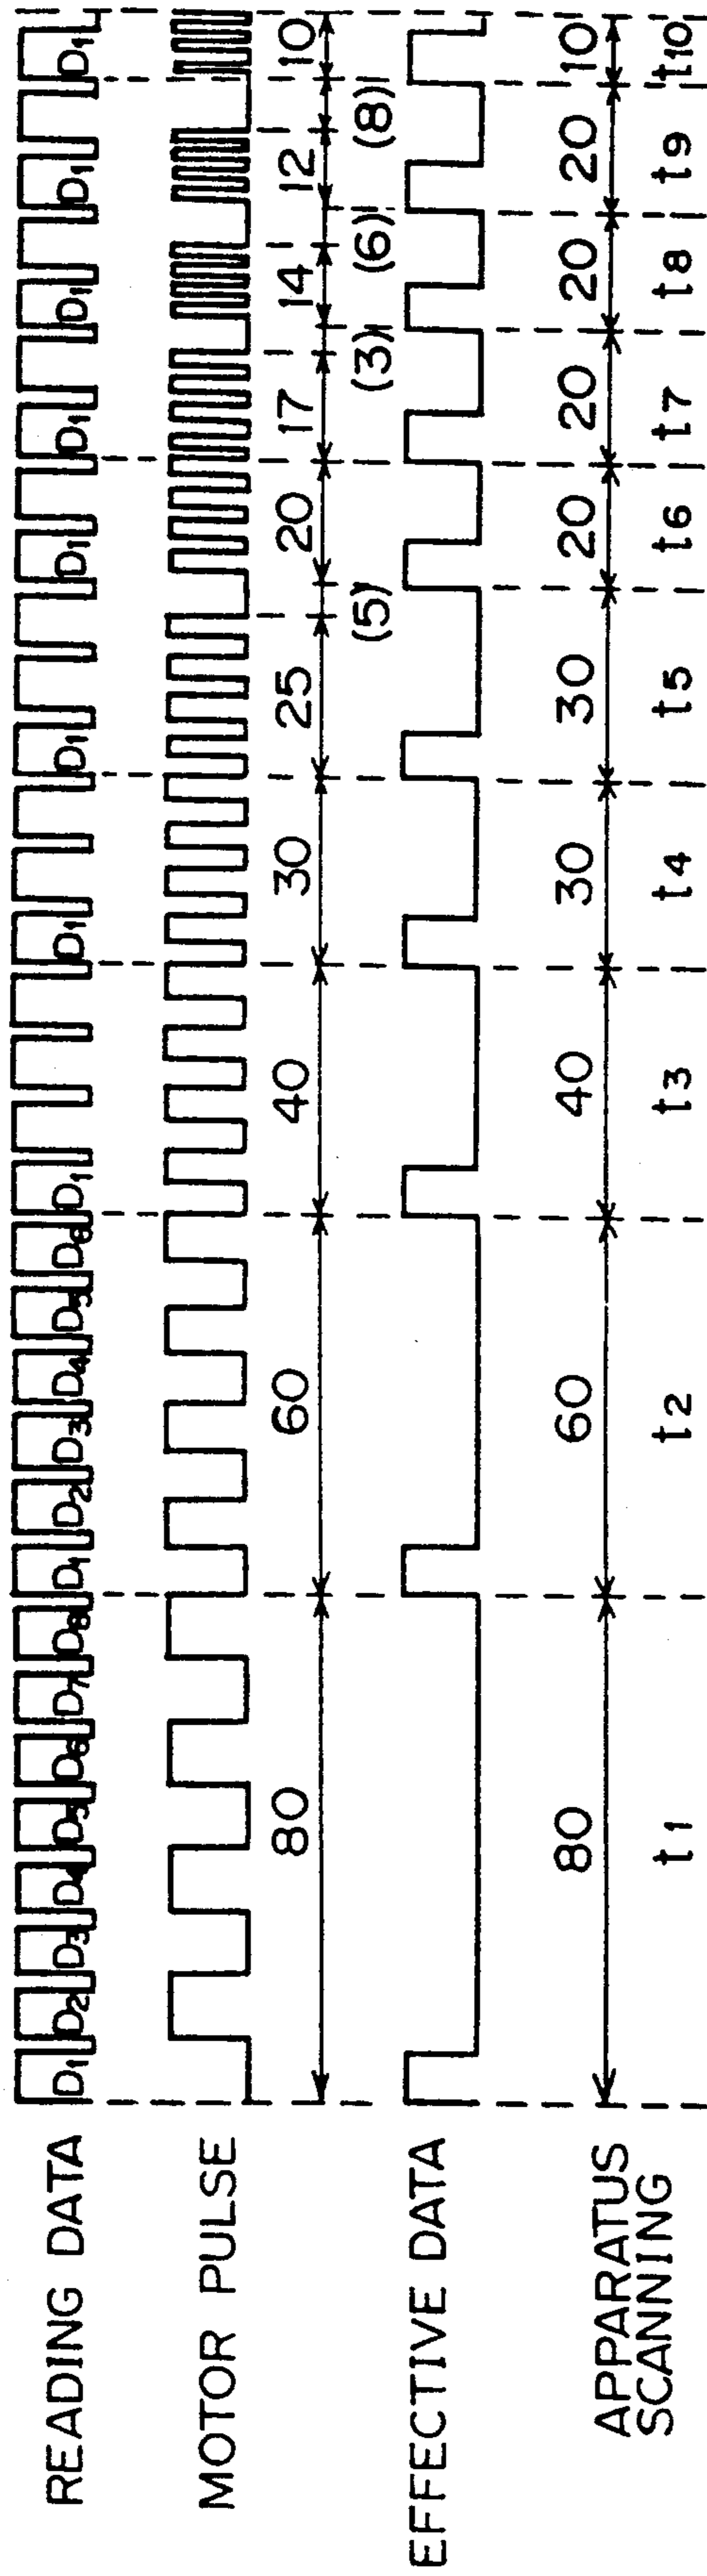 READING DATA D1 D2 D3 D4 D5 D6 D7 D8 D1 D2 D3 D4 D5 D6 D1 D1 D1 D1 D1 D1 D1 D1
MOTOR PULSE
80 60 40 30 25 (5) 20 17 (3) 14 (6) 12 (8) 10
EFFECTIVE DATA
APPARATUS
SCANNING
80 60 40 30 30 20 20 20 20 10
t1 t2 t3 t4 t5 t6 t7 t8 t9 t10